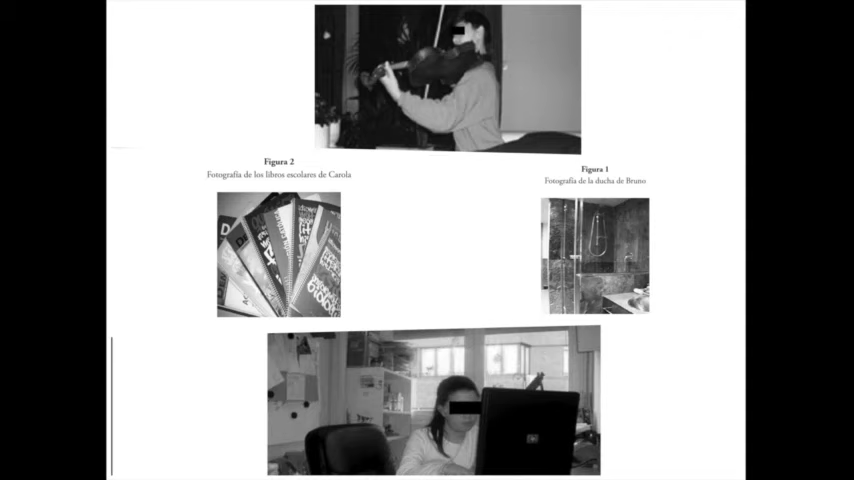 Figura 2
Fotografía de los libros escolares de Carola
Figura 1
Fotografía de la ducha de Bruno